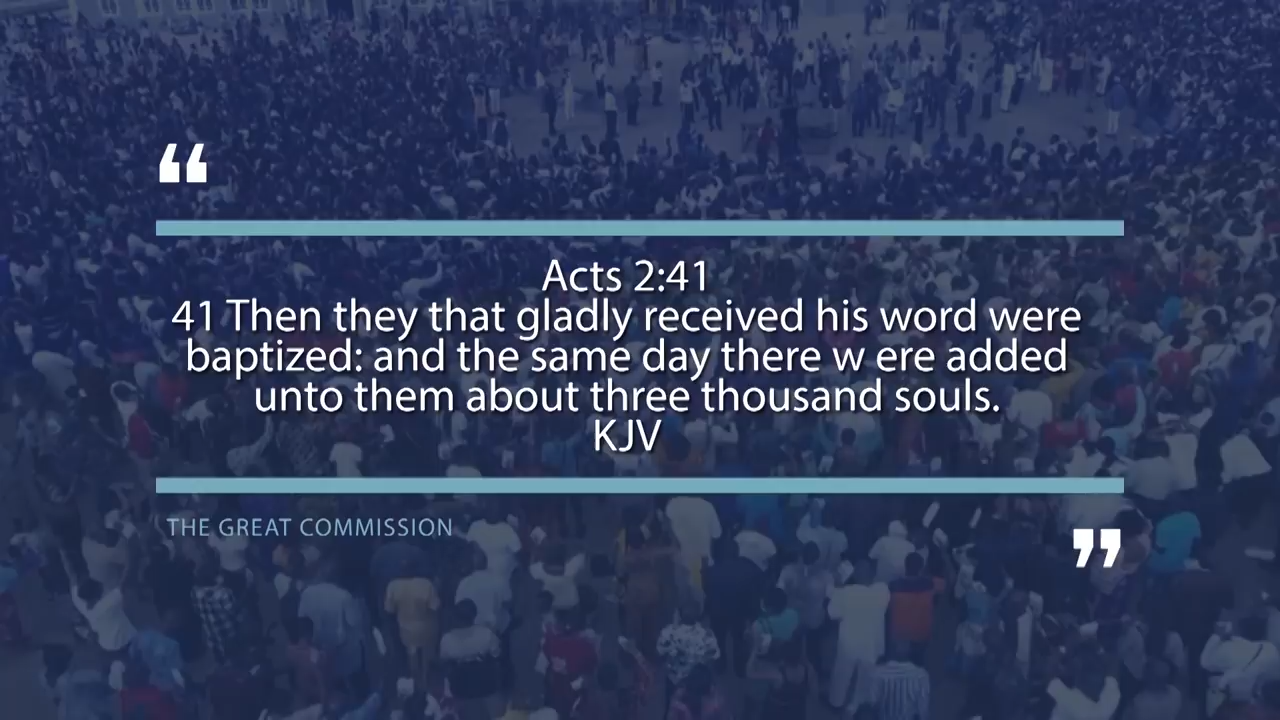 “
Acts 2:41
41 Then they that gladly received his word were
baptized: and the same day there w ere added
unto them about three thousand souls.
KJV
THE GREAT COMMISSION
”